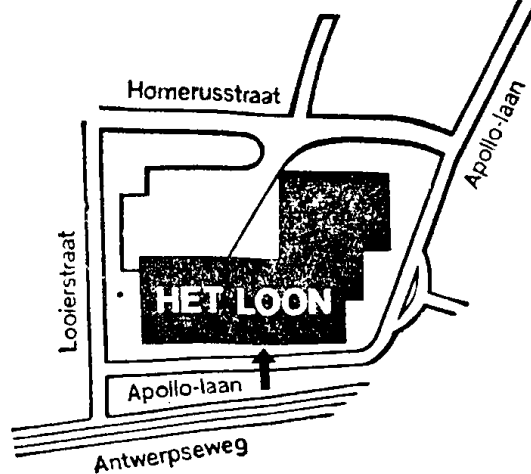 Homerusstraat
Apollo-laan
Looierstraat
HET LOON
Apollo-laan
Antwerpseweg